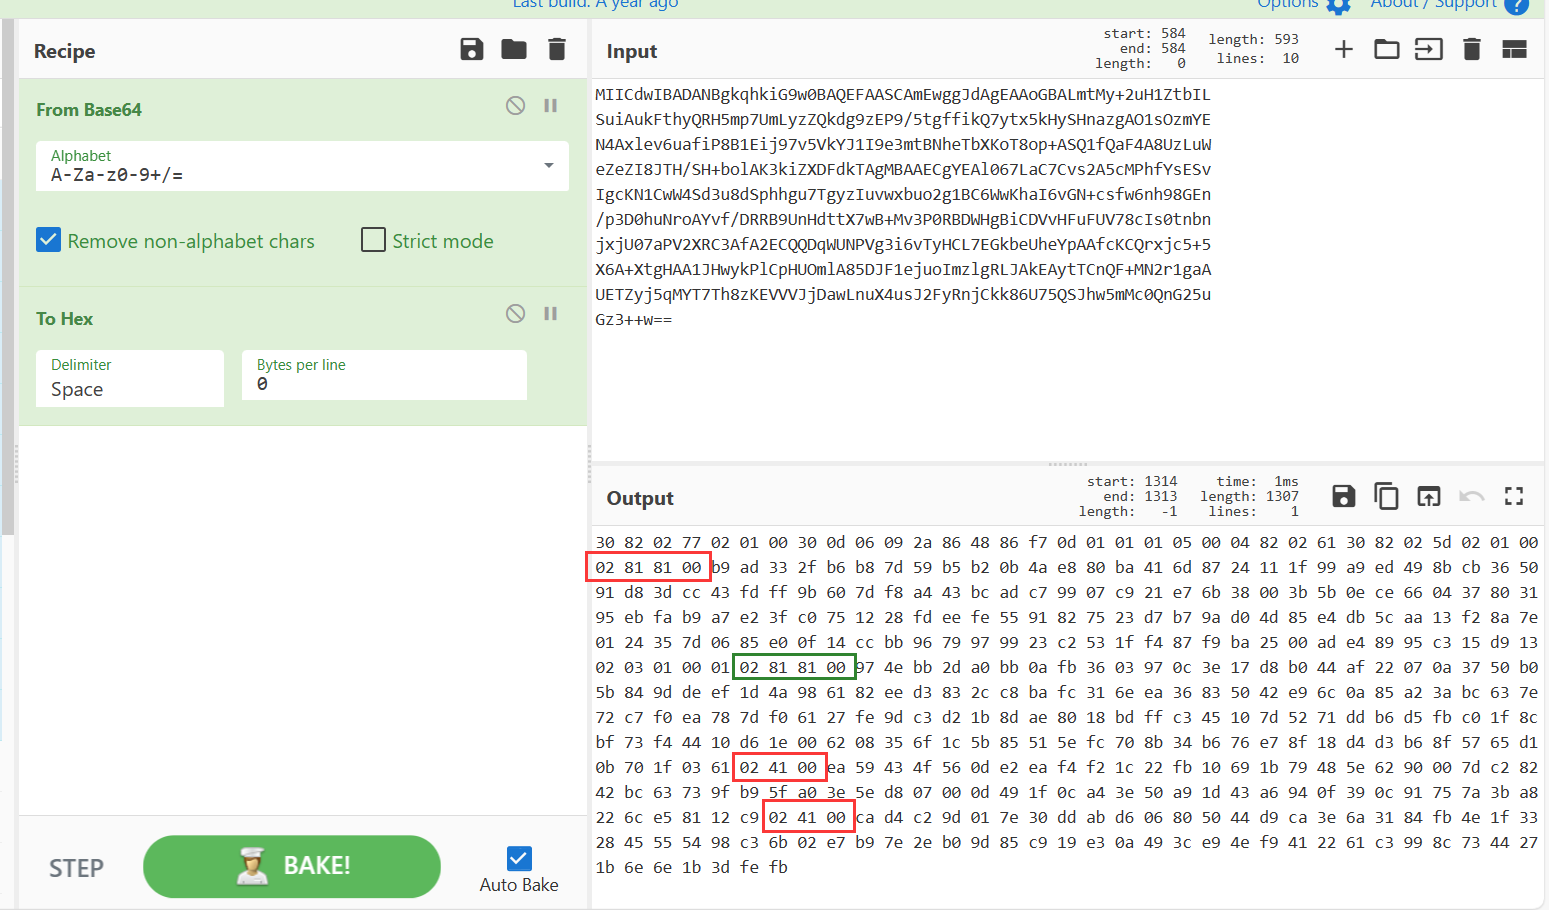 Last build: A year ago
Options
About / Support
Recipe
From Base64
Alphabet
A-Za-z0-9+/=
Remove non-alphabet chars
Strict mode
To Hex
Delimiter
Space
Bytes per line
0
STEP
BAKE!
Auto Bake
Input
start: 584
end: 584
length: 0
length: 593
lines: 10
MIICdwIBADANBgkqhkiG9w0BAQEFAASCAmEwggJdAgEAAoGBALmtMy+2uH1ZtbIL
SuiAukFthyQRH5mp7UmLyzZQkdg9zEP9/5tgffikQ7ytx5kHySHnazgAO1sOzmYE
N4Axlev6uafiP8B1Eij97v5VkYJ1I9e3mtBNheTbXKoT8op+ASQ1fQaF4A8UzLuW
eZeZI8JTH/SH+bolAK3kiZXDFdkTAgMBAAECgYEAl067LaC7Cvs2A5cMPhfYsESv
IgcKN1CwW4Sd3u8dSphhgu7TgyzIuvwxbuo2g1BC6WwKhaI6vGN+csfw6nh98GEn
/p3D0huNroAYvf/DRRB9UnHdttX7wB+Mv3P0RBDWHgBiCDVvHFuFUV78cIs0tnbn
jxjU07aPV2XRC3AfA2ECQQDqWUNPVg3i6vTyHCL7EGkbeUheYpAAfcKCQrxjc5+5
X6A+XtgHAA1JHwykPlCpHUOmlA85DJF1ejuoImzlgRLJAkEAytTCnQF+MN2r1gaA
UETZyj5qMYT7Th8zKEVVVJjDawLnuX4usJ2FyRnjCkk86U75QSJhw5mMc0QnG25u
Gz3++w==
Output
start: 1314
end: 1313
length: -1
time: 1ms
length: 1307
lines: 1
30 82 02 77 02 01 00 30 0d 06 09 2a 86 48 86 f7 0d 01 01 01 05 00 04 82 02 61 30 82 02 5d 02 01 00
02 81 81 00 b9 ad 33 2f b6 b8 7d 59 b5 b2 0b 4a e8 80 ba 41 6d 87 24 11 1f 99 a9 ed 49 8b cb 36 50
91 d8 3d cc 43 fd ff 9b 60 7d f8 a4 43 bc ad c7 99 07 c9 21 e7 6b 38 00 3b 5b 0e ce 66 04 37 80 31
95 eb fa b9 a7 e2 3f c0 75 12 28 fd ee fe 55 91 82 75 23 d7 b7 9a d0 4d 85 e4 db 5c aa 13 f2 8a 7e
01 24 35 7d 06 85 e0 0f 14 cc bb 96 79 97 99 23 c2 53 1f f4 87 f9 ba 25 00 ad e4 89 95 c3 15 d9 13
02 03 01 00 01 02 81 81 00 97 4e bb 2d a0 bb 0a fb 36 03 97 0c 3e 17 d8 b0 44 af 22 07 0a 37 50 b0
5b 84 9d de ef 1d 4a 98 61 82 ee d3 83 2c c8 ba fc 31 6e ea 36 83 50 42 e9 6c 0a 85 a2 3a bc 63 7e
72 c7 f0 ea 78 7d f0 61 27 fe 9d c3 d2 1b 8d ae 80 18 bd ff c3 45 10 7d 52 71 dd b6 d5 fb c0 1f 8c
bf 73 f4 44 10 d6 1e 00 62 08 35 6f 1c 5b 85 51 5e fc 70 8b 34 b6 76 e7 8f 18 d4 d3 b6 8f 57 65 d1
0b 70 1f 03 61 02 41 00 ea 59 43 4f 56 0d e2 ea f4 f2 1c 22 fb 10 69 1b 79 48 5e 62 90 00 7d c2 82
42 bc 63 73 9f b9 5f a0 3e 5e d8 07 00 0d 49 1f 0c a4 3e 50 a9 1d 43 a6 94 0f 39 0c 91 75 7a 3b a8
22 6c e5 81 12 c9 02 41 00 ca d4 c2 9d 01 7e 30 dd ab d6 06 80 50 44 d9 ca 3e 6a 31 84 fb 4e 1f 33
28 45 55 54 98 c3 6b 02 e7 b9 7e 2e b0 9d 85 c9 19 e3 0a 49 3c e9 4e f9 41 22 61 c3 99 8c 73 44 27
1b 6e 6e 1b 3d fe fb